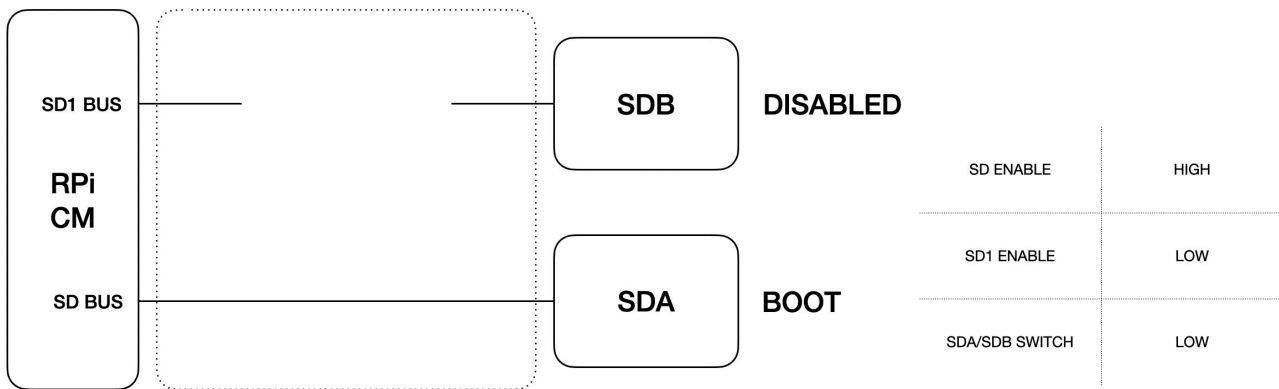 SD1 BUS
SDB
DISABLED
RPi
CM
SD BUS
SDA
BOOT
SD ENABLE
HIGH
SD1 ENABLE
LOW
SDA/SDB SWITCH
LOW